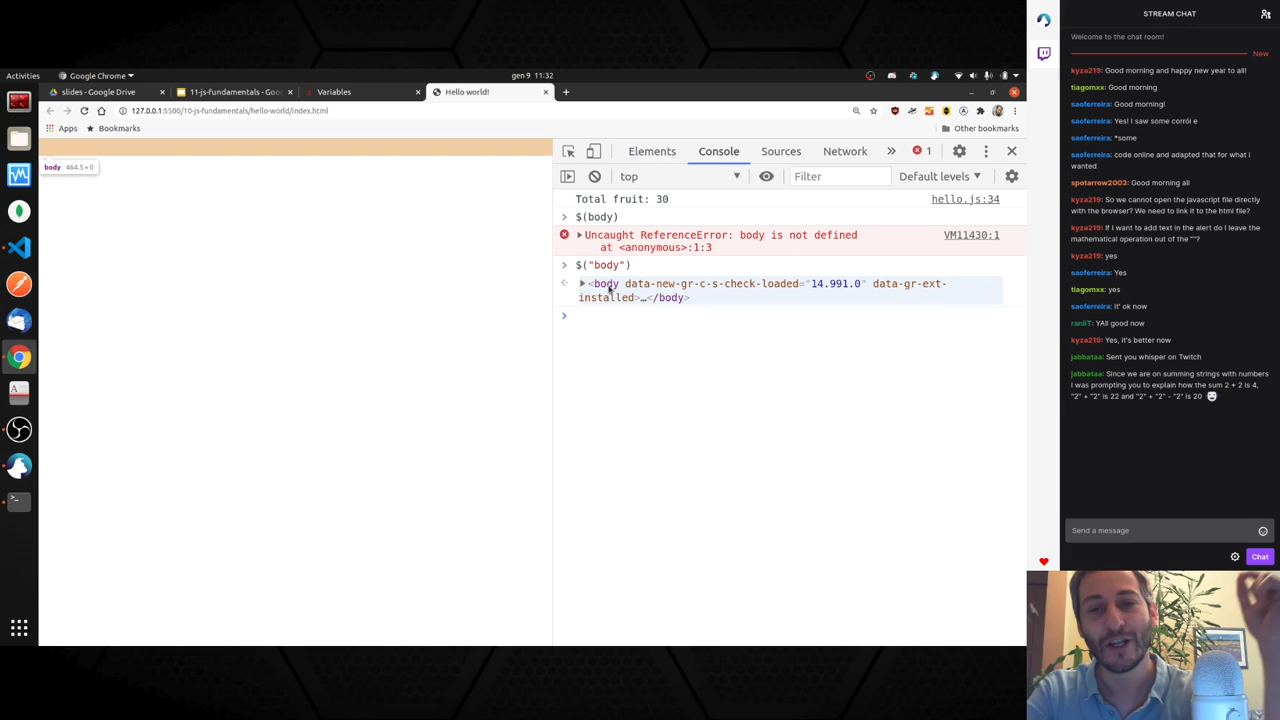 Activities
Google Chrome
gen 9 11:32
slides - Google Drive
11-js-fundamentals - Goo
Variables
Hello world!
127.0.0.1:5500/10-js-fundamentals/hello-world/index.html
Apps
Bookmarks
Other bookmarks
body 464.5 × 0
Elements
Console
Sources
Network
1
top
Filter
Default levels
Total fruit: 30
hello.js:34
$(body)
Uncaught ReferenceError: body is not defined
VM11430:1
at <anonymous>:1:3
$("body")
<body data-new-gr-c-s-check-loaded="14.991.0" data-gr-ext-
installed>…</body>
STREAM CHAT
Welcome to the chat room!
New
kyza219: Good morning and happy new year to all!
tiagomxx: Good morning
saoferreira: Good morning!
saoferreira: Yes! I saw some corrói e
saoferreira: *some
saoferreira: code online and adapted that for what i
wanted
spotarrow2003: Good morning all
kyza219: So we cannot open the javascript file directly
with the browser? We need to link it to the html file?
kyza219: If I want to add text in the alert do I leave the
mathematical operation out of the ""?
kyza219: yes
saoferreira: Yes
tiagomxx: yes
saoferreira: it' ok now
raniiT: YAll good now
kyza219: Yes, it's better now
jabbataa: Sent you whisper on Twitch
jabbataa: Since we are on summing strings with numbers
I was prompting you to explain how the sum 2 + 2 is 4,
"2" + "2" is 22 and "2" + "2" - "2" is 20
Send a message
Chat